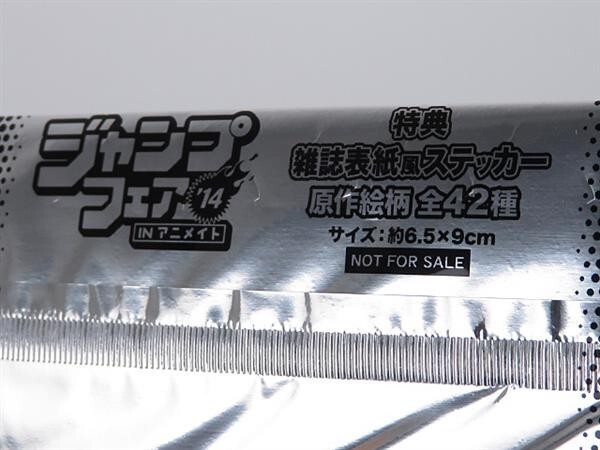 ジャンプ
フェア'14
IN アニメイト
特典
雑誌表紙風ステッカー
原作絵柄 全42種
サイズ：約6.5×9cm
NOT FOR SALE